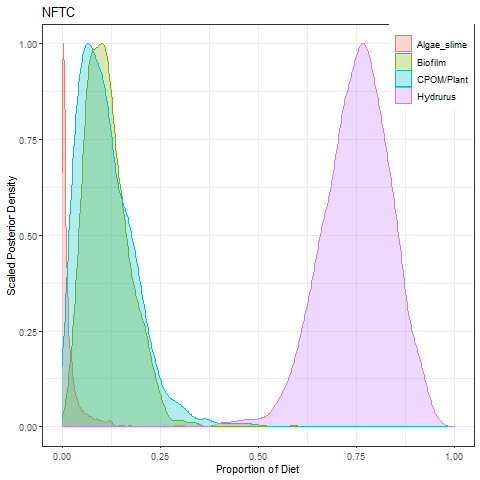 NFTC
Algae_slime
Biofilm
CPOM/Plant
Hydrurus
1.00
0.75
0.50
0.25
0.00
Scaled Posterior Density
0.00 0.25 0.50 0.75 1.00
Proportion of Diet